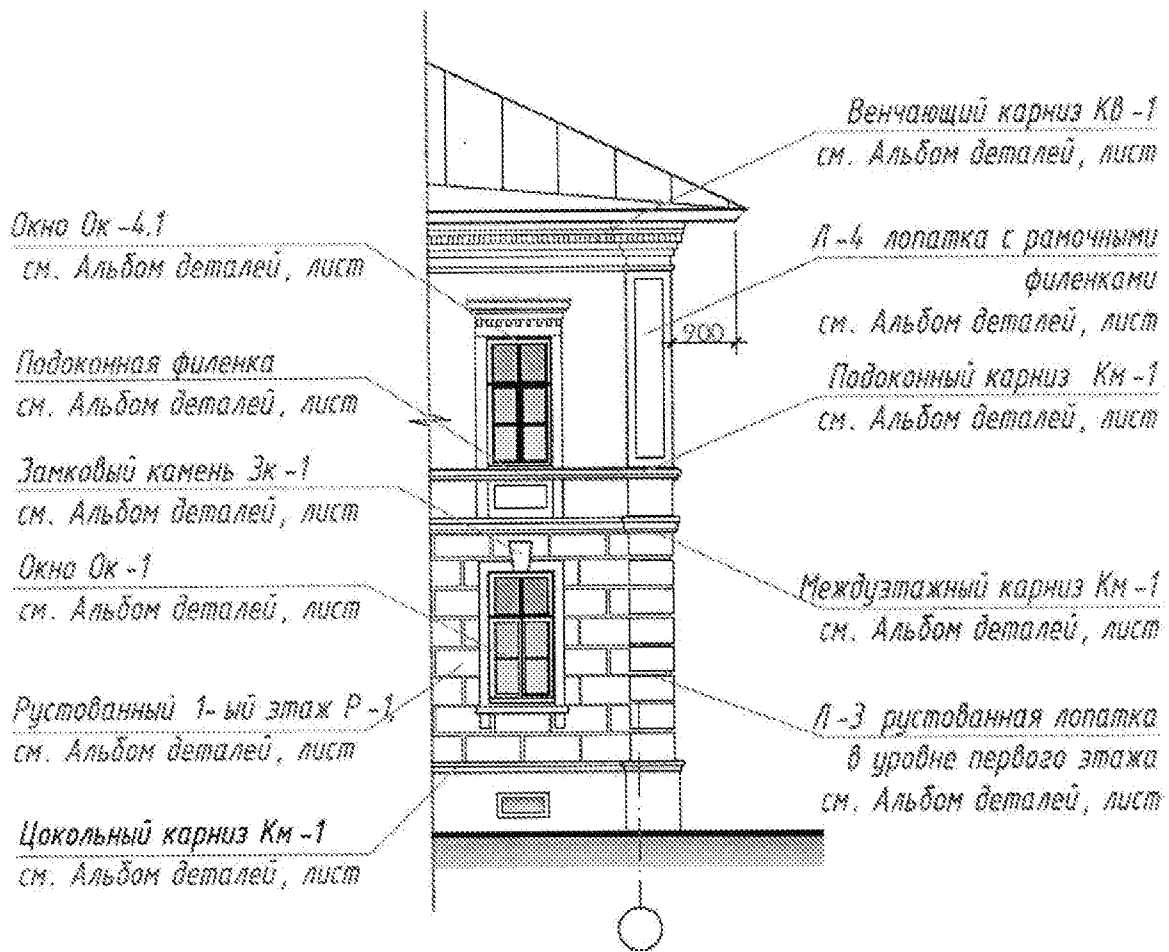 Окно Ок -4.1
см. Альбом деталей, лист
Подоконная филенка
см. Альбом деталей, лист
Замковый камень Зк -1
см. Альбом деталей, лист
Окно Ок -1
см. Альбом деталей, лист
Рустованный 1- ый этаж Р -1,
см. Альбом деталей, лист
Цокольный карниз Км -1
см. Альбом деталей, лист
Венчающий карниз Кв -1
см. Альбом деталей, лист
Л -4 лопатка с рамочными
филенками
см. Альбом деталей, лист
900
Подоконный карниз Км -1
см. Альбом деталей, лист
Междуэтажный карниз Км -1
см. Альбом деталей, лист
Л -3 рустованная лопатка
в уровне первого этажа
см. Альбом деталей, лист